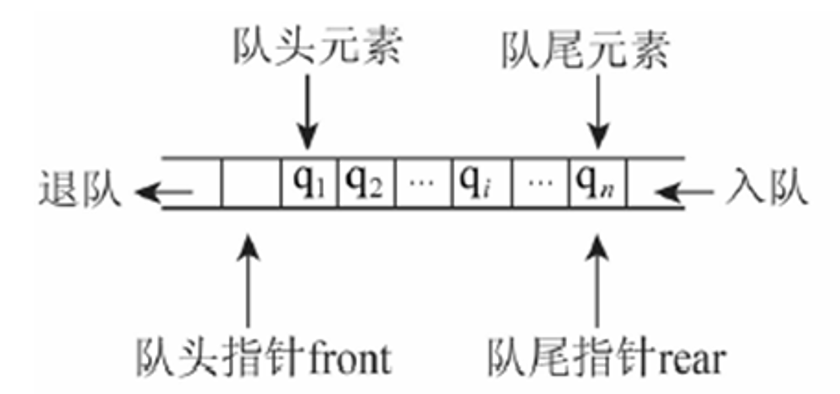 队头元素 队尾元素
退队 q1 q2 ··· qi ··· qn 入队
队头指针front 队尾指针rear